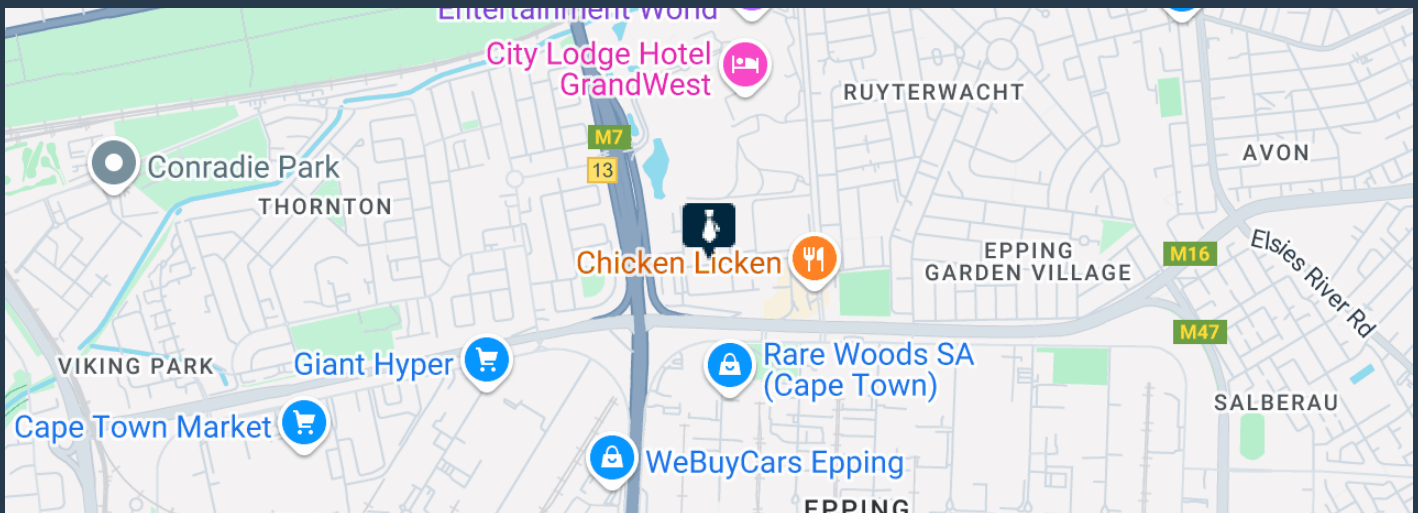 Entertainment World
City Lodge Hotel
GrandWest
RUYTERWACHT
M7
13
AVON
Conradie Park
THORNTON
Chicken Licken
EPPING
GARDEN VILLAGE
M16
Elsies River Rd
M47
VIKING PARK
Giant Hyper
Rare Woods SA
(Cape Town)
SALBERAU
Cape Town Market
WeBuyCars Epping
EPPING